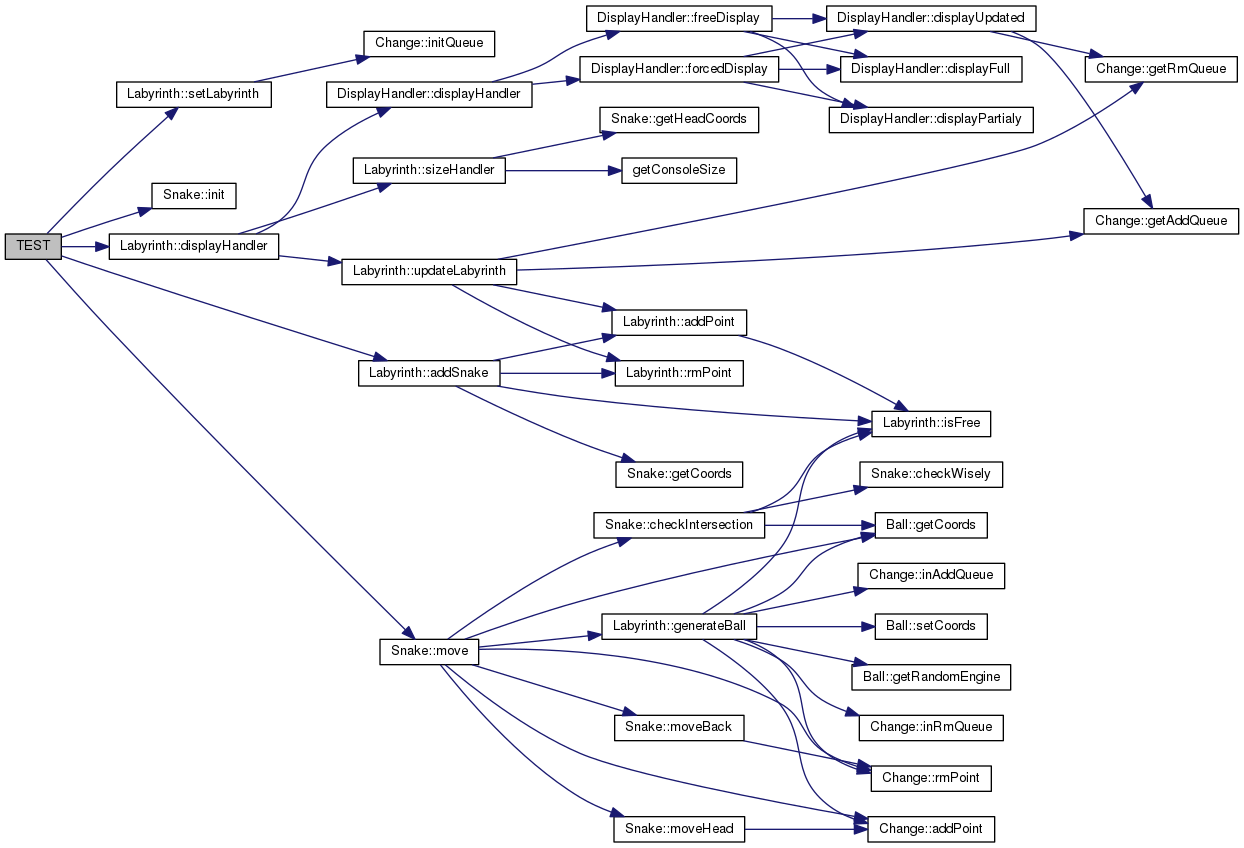 DisplayHandler::freeDisplay
DisplayHandler::displayUpdated
Change::initQueue
DisplayHandler::forcedDisplay
DisplayHandler::displayFull
Change::getRmQueue
Labyrinth::setLabyrinth
DisplayHandler::displayHandler
Snake::getHeadCoords
DisplayHandler::displayPartialy
Labyrinth::sizeHandler
getConsoleSize
Snake::init
Change::getAddQueue
TEST
Labyrinth::displayHandler
Labyrinth::updateLabyrinth
Labyrinth::addPoint
Labyrinth::addSnake
Labyrinth::rmPoint
Labyrinth::isFree
Snake::getCoords
Snake::checkWisely
Snake::checkIntersection
Ball::getCoords
Change::inAddQueue
Labyrinth::generateBall
Ball::setCoords
Snake::move
Ball::getRandomEngine
Snake::moveBack
Change::inRmQueue
Change::rmPoint
Snake::moveHead
Change::addPoint